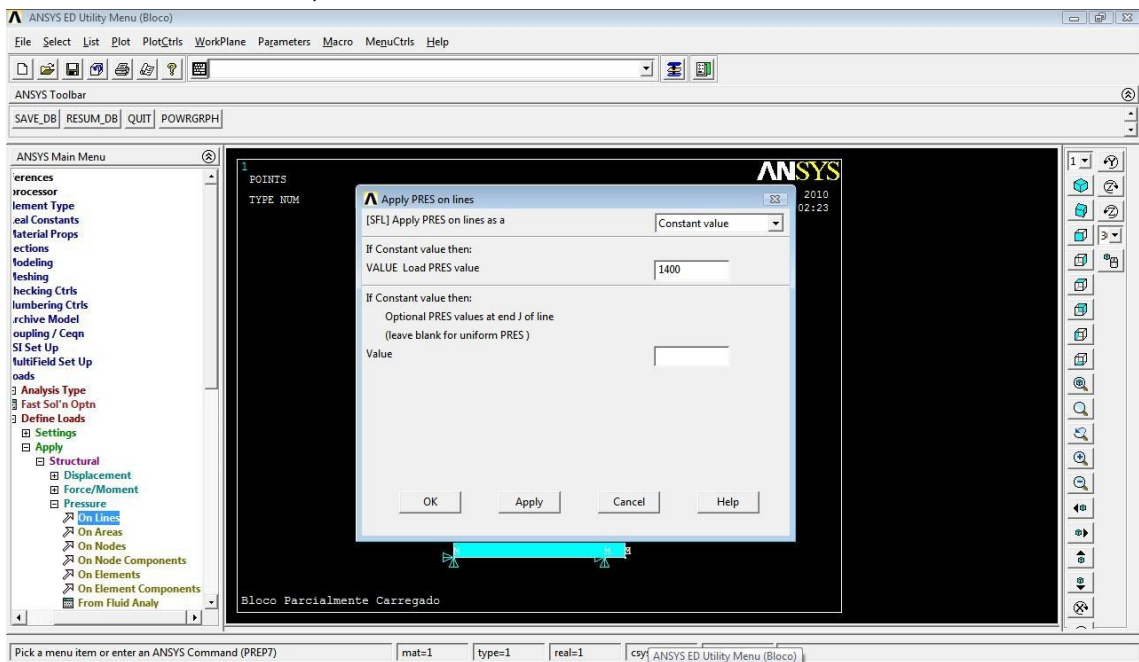 ANSYS ED Utility Menu (Bloco)
File Select List Plot PlotCtrls WorkPlane Parameters Macro MenuCtrls Help
ANSYS Toolbar
SAVE_DB RESUM_DB QUIT POWRGRPH
ANSYS Main Menu
erences
rocessor
lement Type
eal Constants
laterial Props
ections
lodeling
leshing
hecking Ctrls
lumbering Ctrls
rchive Model
oupling / Ceqn
SI Set Up
lultiField Set Up
oads
Analysis Type
Fast Sol'n Optn
Define Loads
Settings
Apply
Structural
Displacement
Force/Moment
Pressure
On Lines
On Areas
On Nodes
On Node Components
On Elements
On Element Components
From Fluid Analy
1
POINTS
TYPE NUM
ANSYS
2010
02:23
Apply PRES on lines
[SFL] Apply PRES on lines as a Constant value
If Constant value then:
VALUE Load PRES value 1400
If Constant value then:
Optional PRES values at end J of line
(leave blank for uniform PRES )
Value
OK Apply Cancel Help
Bloco Parcialmente Carregado
1
3
Pick a menu item or enter an ANSYS Command (PREP7) mat=1 type=1 real=1 csys
ANSYS ED Utility Menu (Bloco)